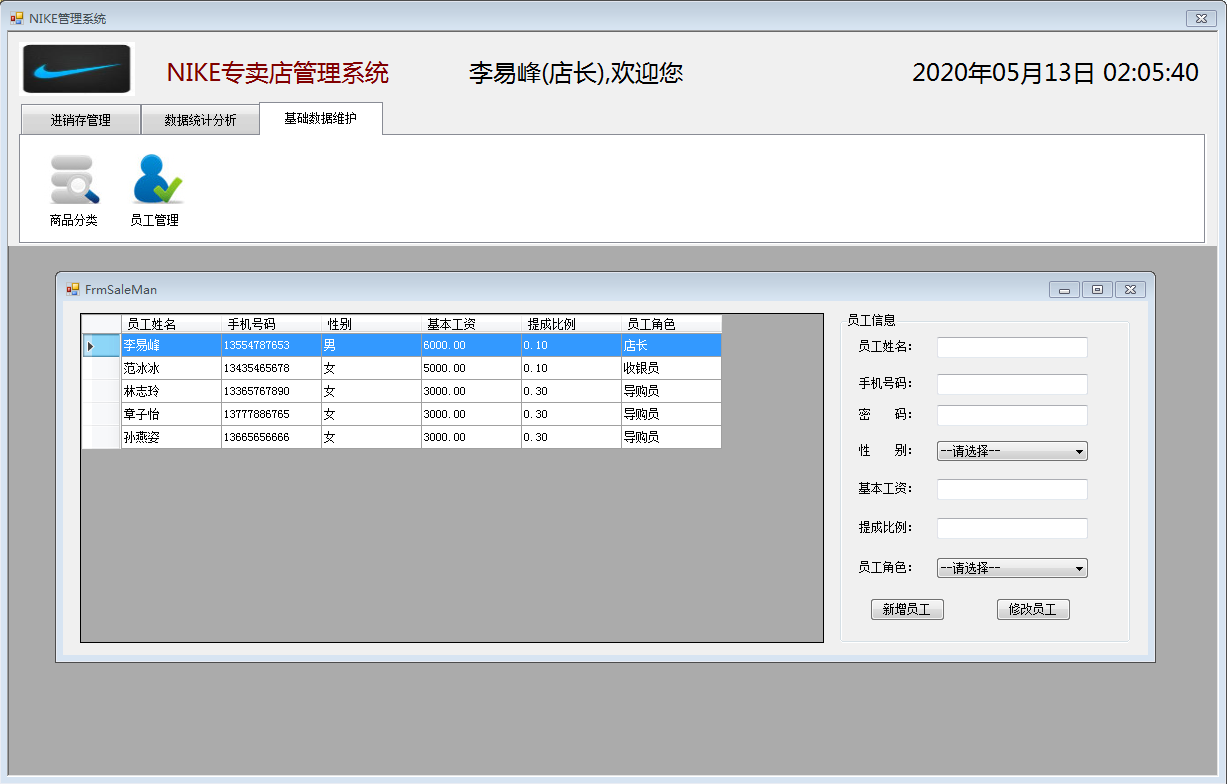 NIKE管理系统
NIKE专卖店管理系统 李易峰(店长),欢迎您 2020年05月13日 02:05:40
进销存管理 数据统计分析 基础数据维护
商品分类 员工管理
FrmSaleMan
员工姓名 手机号码 性别 基本工资 提成比例 员工角色
李易峰 13554787653 男 6000.00 0.10 店长
范冰冰 13435465678 女 5000.00 0.10 收银员
林志玲 13365767890 女 3000.00 0.30 导购员
章子怡 13777886765 女 3000.00 0.30 导购员
孙燕姿 13665656666 女 3000.00 0.30 导购员
员工信息
员工姓名:
手机号码:
密 码:
性 别: --请选择--
基本工资:
提成比例:
员工角色: --请选择--
新增员工 修改员工